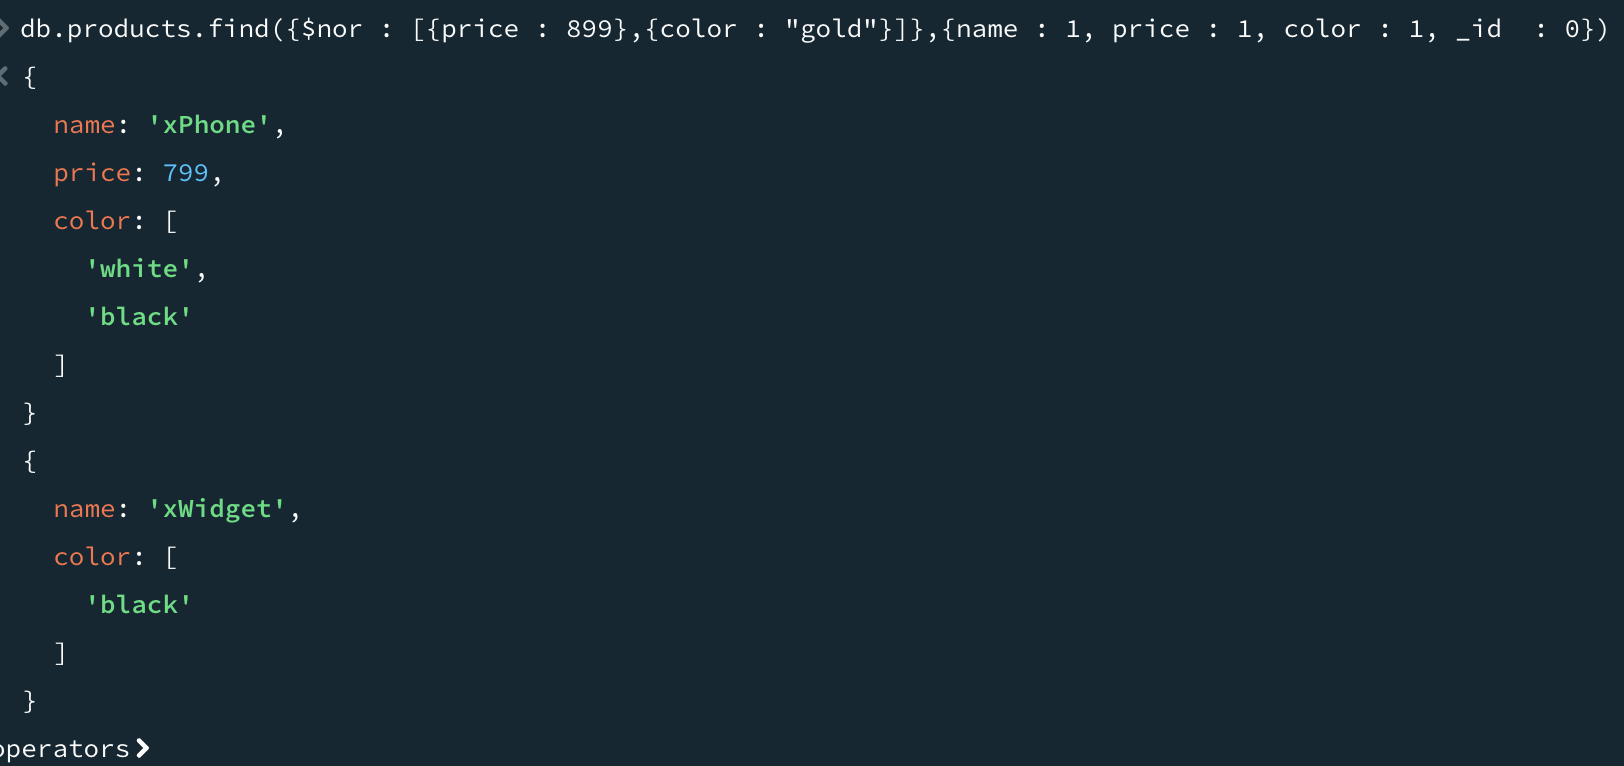 db.products.find({$nor : [{price : 899},{color : "gold"}]},{name : 1, price : 1, color : 1, _id  : 0})
{
  name: 'xPhone',
  price: 799,
  color: [
    'white',
    'black'
  ]
}
{
  name: 'xWidget',
  color: [
    'black'
  ]
}
operators>